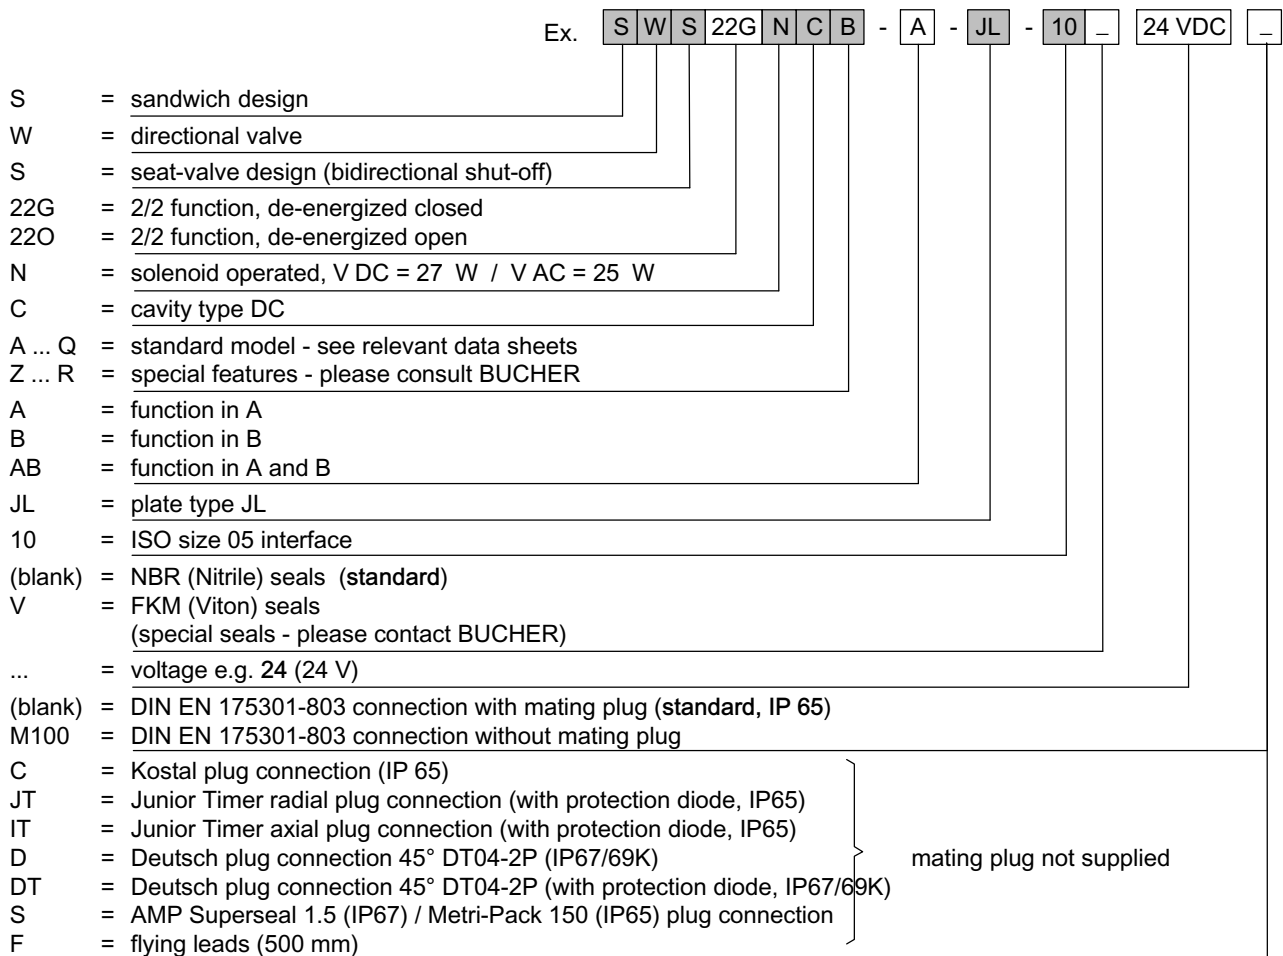 Ex. S W S 22G N C B - A - JL - 10 _ 24 VDC _
S = sandwich design
W = directional valve
S = seat-valve design (bidirectional shut-off)
22G = 2/2 function, de-energized closed
22O = 2/2 function, de-energized open
N = solenoid operated, V DC = 27 W / V AC = 25 W
C = cavity type DC
A ... Q = standard model - see relevant data sheets
Z ... R = special features - please consult BUCHER
A = function in A
B = function in B
AB = function in A and B
JL = plate type JL
10 = ISO size 05 interface
(blank) = NBR (Nitrile) seals (standard)
V = FKM (Viton) seals
(special seals - please contact BUCHER)
... = voltage e.g. 24 (24 V)
(blank) = DIN EN 175301-803 connection with mating plug (standard, IP 65)
M100 = DIN EN 175301-803 connection without mating plug
C = Kostal plug connection (IP 65)
JT = Junior Timer radial plug connection (with protection diode, IP65)
IT = Junior Timer axial plug connection (with protection diode, IP65)
D = Deutsch plug connection 45° DT04-2P (IP67/69K) mating plug not supplied
DT = Deutsch plug connection 45° DT04-2P (with protection diode, IP67/69K)
S = AMP Superseal 1.5 (IP67) / Metri-Pack 150 (IP65) plug connection
F = flying leads (500 mm)